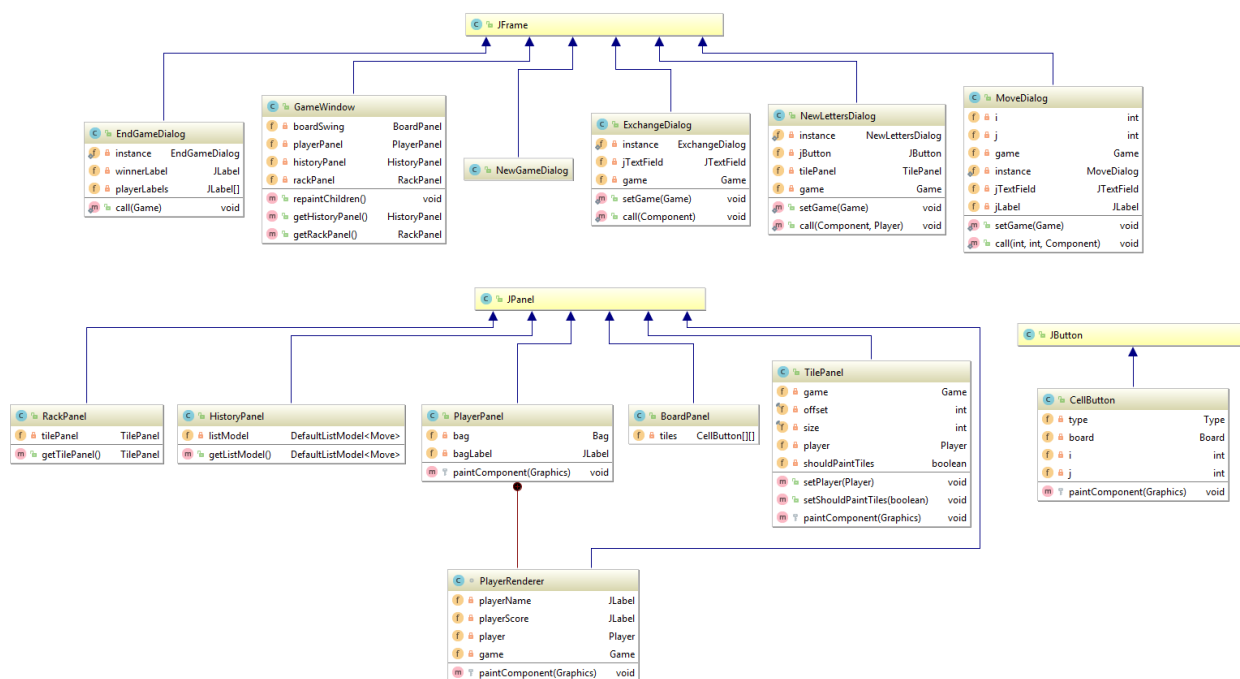 JFrame
EndGameDialog
instance EndGameDialog
winnerLabel JLabel
playerLabels JLabel[]
call(Game) void
GameWindow
boardSwing BoardPanel
playerPanel PlayerPanel
historyPanel HistoryPanel
rackPanel RackPanel
repaintChildren() void
getHistoryPanel() HistoryPanel
getRackPanel() RackPanel
NewGameDialog
ExchangeDialog
instance ExchangeDialog
jTextField JTextField
game Game
setGame(Game) void
call(Component) void
NewLettersDialog
instance NewLettersDialog
jButton JButton
tilePanel TilePanel
game Game
setGame(Game) void
call(Component, Player) void
MoveDialog
i int
j int
game Game
instance MoveDialog
jTextField JTextField
jLabel JLabel
setGame(Game) void
call(int, int, Component) void
JPanel
RackPanel
tilePanel TilePanel
getTilePanel() TilePanel
HistoryPanel
listModel DefaultListModel<Move>
getListModel() DefaultListModel<Move>
PlayerPanel
bag Bag
bagLabel JLabel
paintComponent(Graphics) void
BoardPanel
tiles CellButton[][]
TilePanel
game Game
offset int
size int
player Player
shouldPaintTiles boolean
setPlayer(Player) void
setShouldPaintTiles(boolean) void
paintComponent(Graphics) void
JButton
CellButton
type Type
board Board
i int
j int
paintComponent(Graphics) void
PlayerRenderer
playerName JLabel
playerScore JLabel
player Player
game Game
paintComponent(Graphics) void